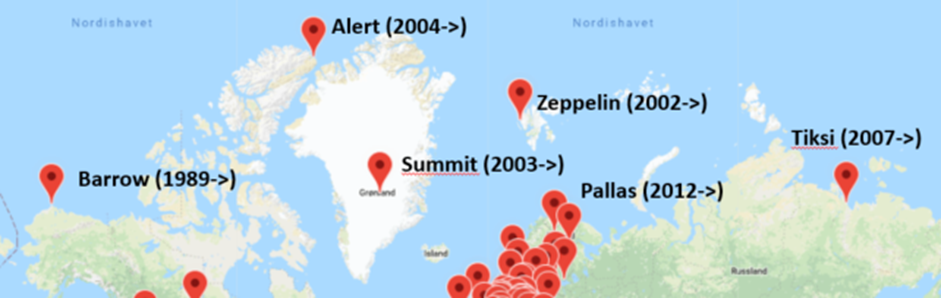 Nordishavet
Nordishavet
Alert (2004->)
Zeppelin (2002->)
Tiksi (2007->)
Barrow (1989->)
Summit (2003->)
Pallas (2012->)
Grønland
Island
Russland